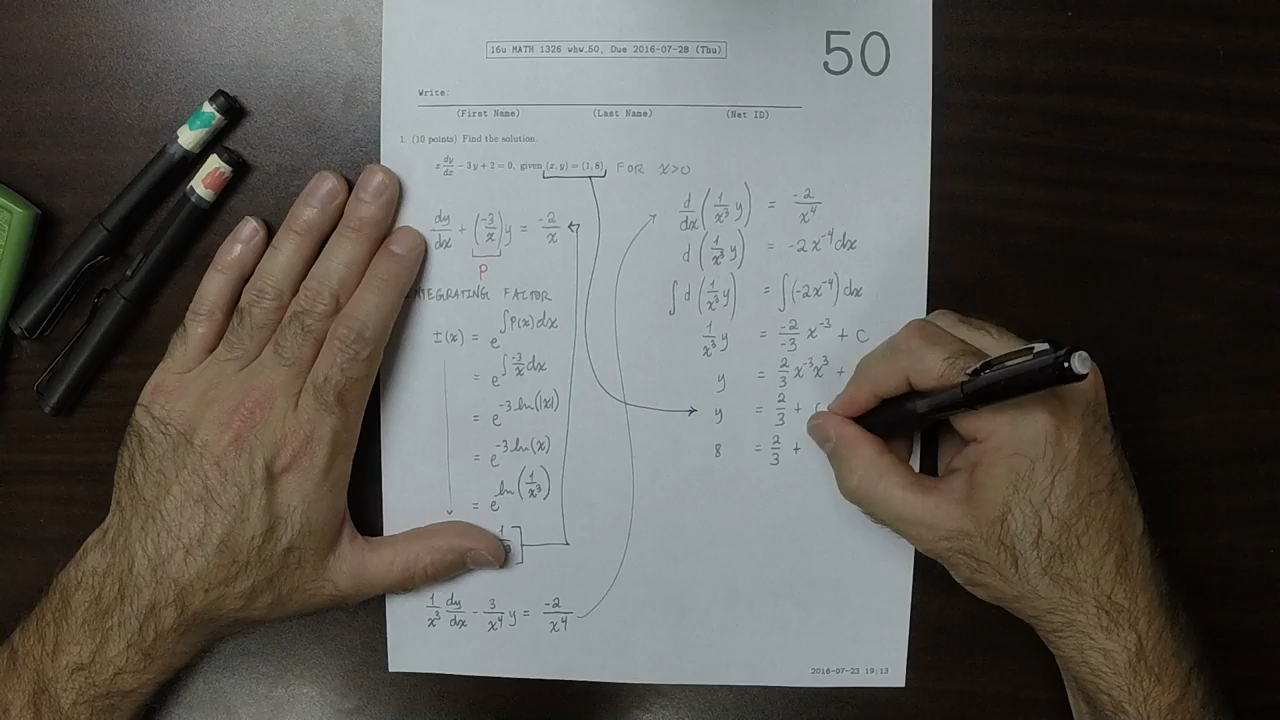 16u MATH 1326 whw_50, Due 2016-07-28 (Thu)
50
Write:
(First Name) (Last Name) (Net ID)
1. (10 points) Find the solution.
x dy/dx − 3y + 2 = 0, given (x, y) = (1, 8) FOR x>0
dy/dx + (-3/x) y = -2/x
P
NTEGRATING FACTOR
I(x) = e^∫P(x)dx
= e^∫-3/x dx
= e^-3 ln(|x|)
= e^-3 ln(x)
= e^ln(1/x³)
1/x³ dy/dx - 3/x⁴ y = -2/x⁴
d/dx (1/x³ y) = -2/x⁴
d (1/x³ y) = -2x⁻⁴dx
∫ d (1/x³ y) = ∫(-2x⁻⁴) dx
1/x³ y = -2/-3 x⁻³ + C
y = 2/3 x⁻³x³ +
y = 2/3 +
8 = 2/3 +
2016-07-23 19:13